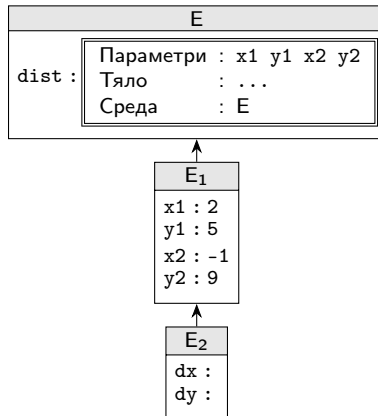 E
dist : Параметри : x1 y1 x2 y2
Тяло : ...
Среда : E
E₁
x1 : 2
y1 : 5
x2 : -1
y2 : 9
E₂
dx :
dy :